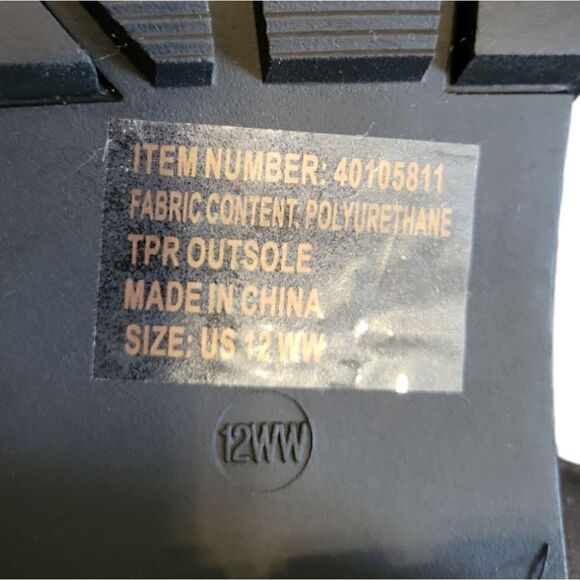 ITEM NUMBER: 40105811
FABRIC CONTENT: POLYURETHANE
TPR OUTSOLE
MADE IN CHINA
SIZE: US 12 WW
12WW